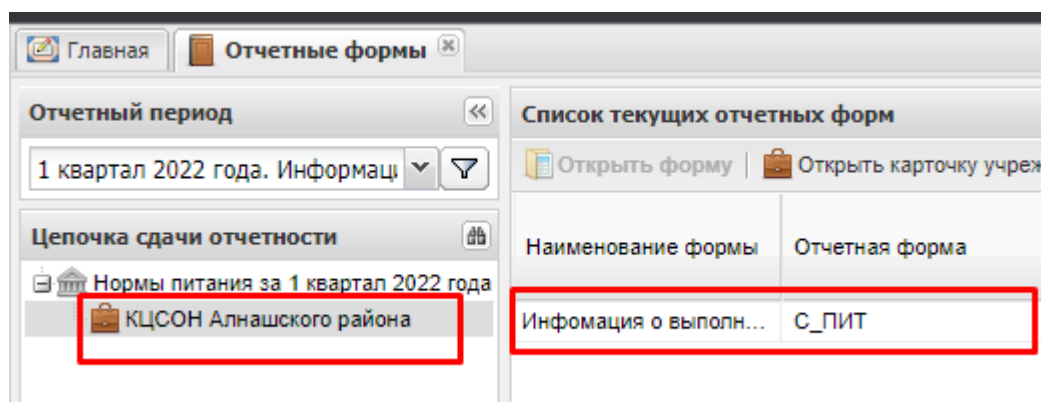 Главная
Отчетные формы
Отчетный период
1 квартал 2022 года. Информаці
Цепочка сдачи отчетности
Нормы питания за 1 квартал 2022 года
КЦСОН Алнашского района
Список текущих отчетных форм
Открыть форму | Открыть карточку учреж
Наименование формы Отчетная форма
Инфомация о выполн... С_ПИТ